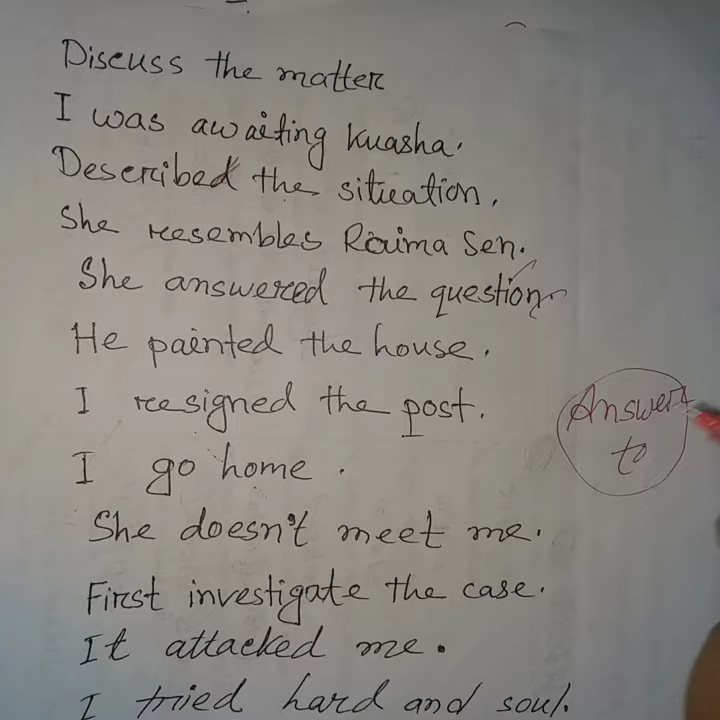 Discuss the matter
I was awaiting Kuasha.
Described the situation.
She resembles Raima Sen.
She answered the question
He painted the house.
I resigned the post.
Answer
to
I go home.
She doesn't meet me.
First investigate the case.
It attacked me.
I tried hard and soul.